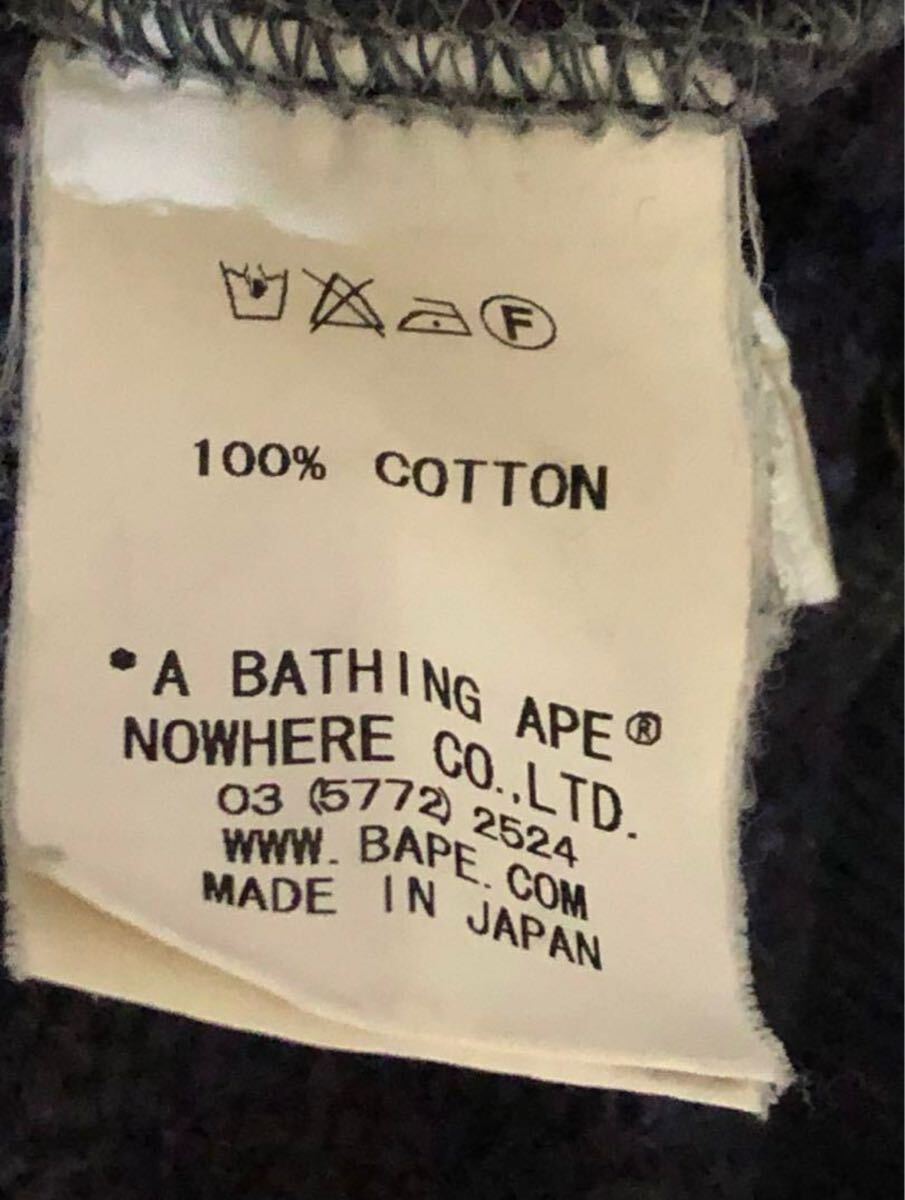 F
100% COTTON
*A BATHING APE®
NOWHERE CO.,LTD.
03 (5772) 2524
WWW.BAPE.COM
MADE IN JAPAN